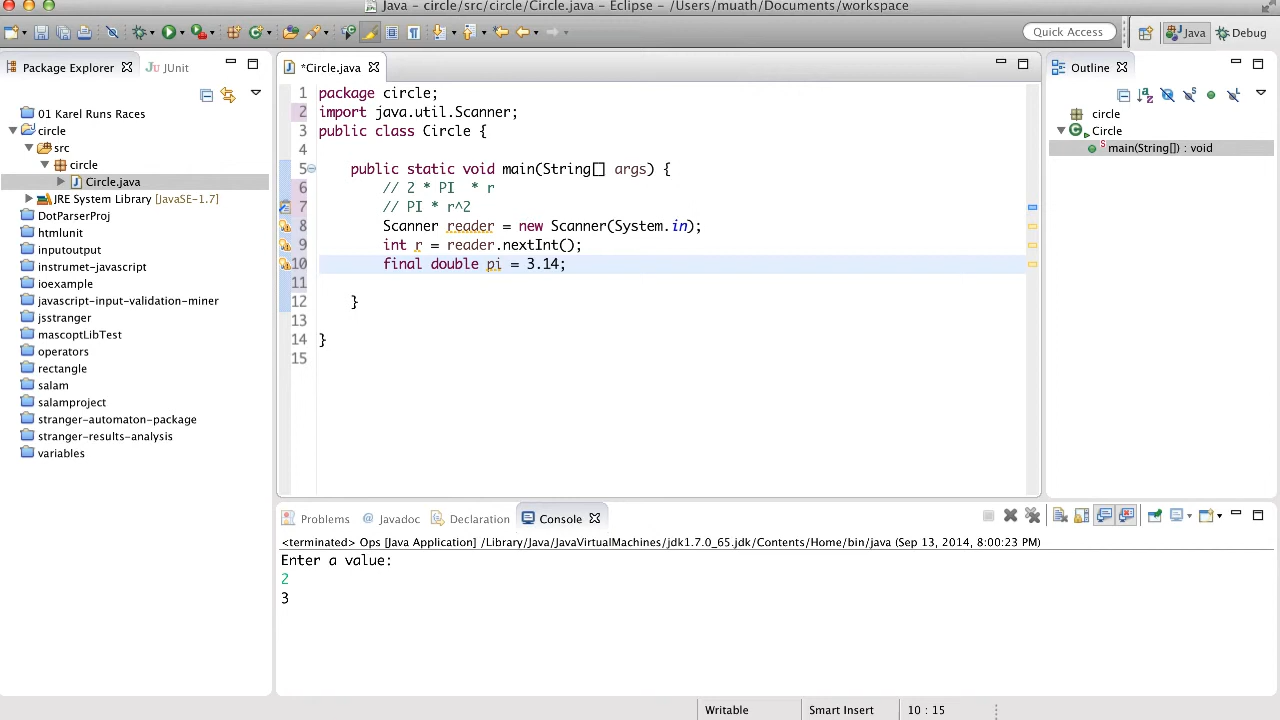 Java - circle/src/circle/Circle.java - Eclipse - /Users/muath/Documents/workspace
Quick Access
Java
Debug
Package Explorer
JUnit
01 Karel Runs Races
circle
src
circle
Circle.java
JRE System Library [JavaSE-1.7]
DotParserProj
htmlunit
inputoutput
instrumet-javascript
ioexample
javascript-input-validation-miner
jsstranger
mascoptLibTest
operators
rectangle
salam
salamproject
stranger-automaton-package
stranger-results-analysis
variables
*Circle.java
1 package circle;
2 import java.util.Scanner;
3 public class Circle {
4
5 public static void main(String[] args) {
6 // 2 * PI  * r
7 // PI * r^2
8 Scanner reader = new Scanner(System.in);
9 int r = reader.nextInt();
10 final double pi = 3.14;
11
12 }
13
14 }
15
Outline
circle
Circle
main(String[]) : void
Problems
Javadoc
Declaration
Console
<terminated> Ops [Java Application] /Library/Java/JavaVirtualMachines/jdk1.7.0_65.jdk/Contents/Home/bin/java (Sep 13, 2014, 8:00:23 PM)
Enter a value:
2
3
Writable
Smart Insert
10 : 15